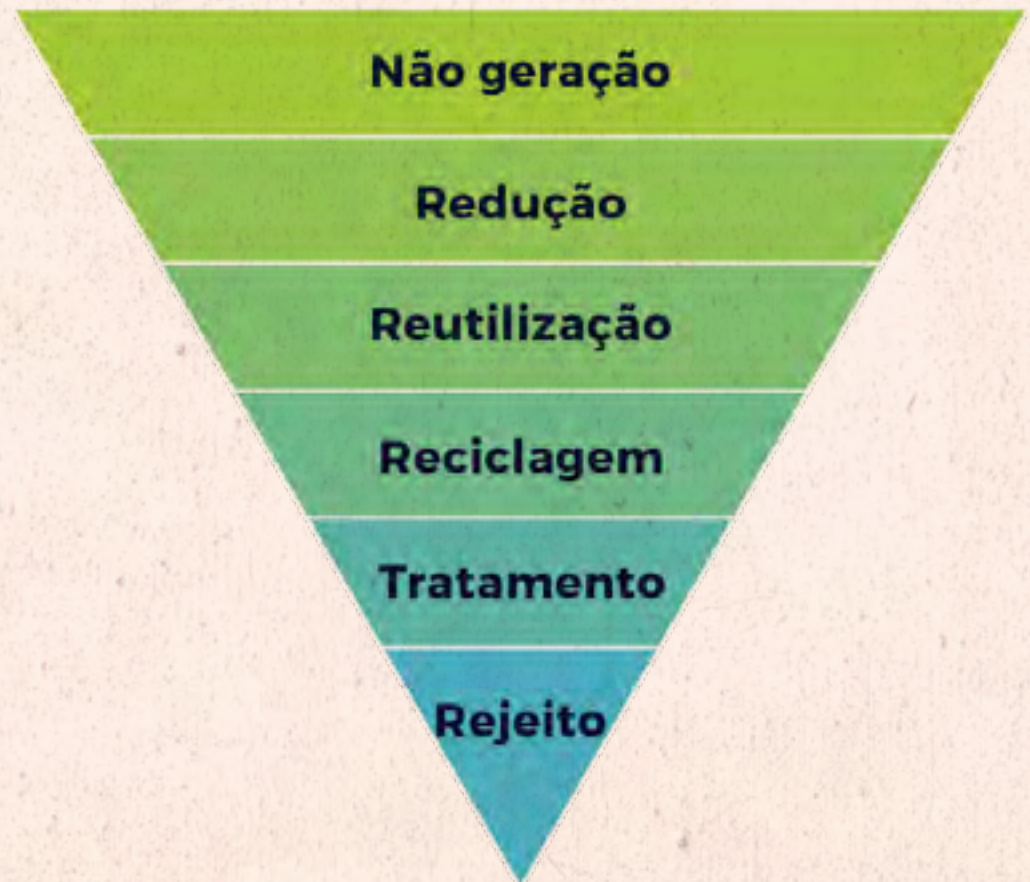 Não geração
Redução
Reutilização
Reciclagem
Tratamento
Rejeito